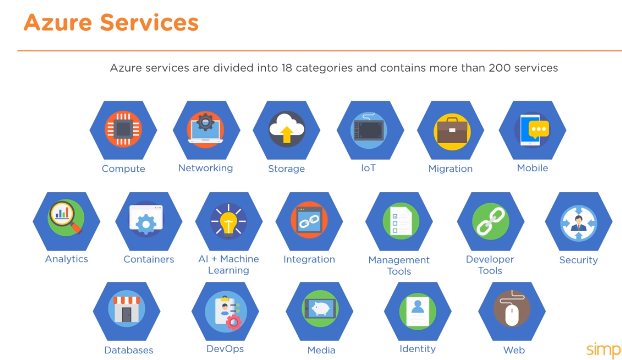 Azure Services
Azure services are divided into 18 categories and contains more than 200 services
Compute
Networking
Storage
IoT
Migration
Mobile
Analytics
Containers
AI + Machine
Learning
Integration
Management
Tools
Developer
Tools
Security
Databases
DevOps
Media
Identity
Web
simp